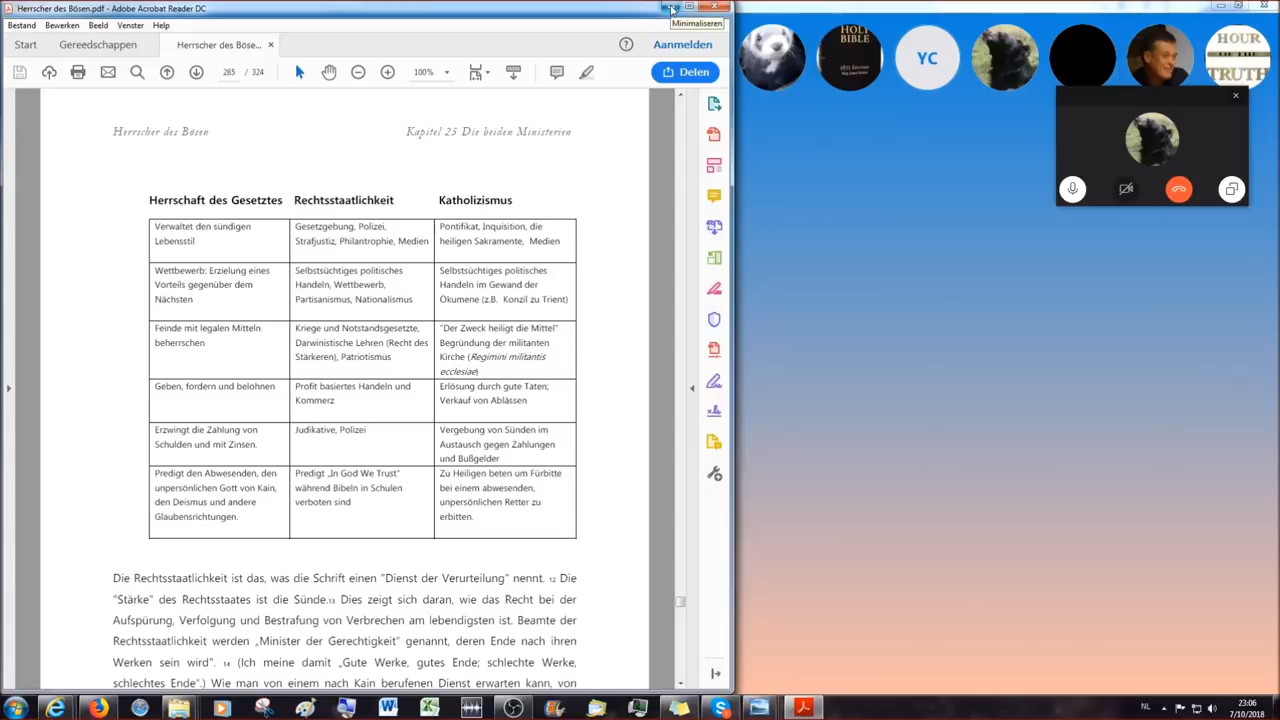 Herrscher des Bösen.pdf - Adobe Acrobat Reader DC
Minimaliseren
Bestand Bewerken Beeld Venster Help
Start Gereedschappen Herrscher des Böse... × Aanmelden
285 / 324 100% Delen
HOLY
BIBLE
1611 Version
YC
HOUR
OF THE
TRUTH
Herrscher des Bösen Kapitel 25 Die beiden Ministerien
Herrschaft des Gesetztes Rechtsstaatlichkeit Katholizismus
Verwaltet den sündigen
Lebensstil
Gesetzgebung, Polizei,
Strafjustiz, Philantrophie, Medien
Pontifikat, Inquisition, die
heiligen Sakramente, Medien
Wettbewerb: Erzielung eines
Vorteils gegenüber dem
Nächsten
Selbstsüchtiges politisches
Handeln, Wettbewerb,
Partisanismus, Nationalismus
Selbstsüchtiges politisches
Handeln im Gewand der
Ökumene (z.B. Konzil zu Trient)
Feinde mit legalen Mitteln
beherrschen
Kriege und Notstandsgesetzte,
Darwinistische Lehren (Recht des
Stärkeren), Patriotismus
"Der Zweck heiligt die Mittel"
Begründung der militanten
Kirche (Regimini militantis
ecclesiae)
Geben, fordern und belohnen
Profit basiertes Handeln und
Kommerz
Erlösung durch gute Taten;
Verkauf von Ablässen
Erzwingt die Zahlung von
Schulden und mit Zinsen.
Judikative, Polizei
Vergebung von Sünden im
Austausch gegen Zahlungen
und Bußgelder
Predigt den Abwesenden, den
unpersönlichen Gott von Kain,
den Deismus und andere
Glaubensrichtungen.
Predigt „In God We Trust"
während Bibeln in Schulen
verboten sind
Zu Heiligen beten um Fürbitte
bei einem abwesenden,
unpersönlichen Retter zu
erbitten.
Die Rechtsstaatlichkeit ist das, was die Schrift einen "Dienst der Verurteilung" nennt. 12 Die
"Stärke" des Rechtsstaates ist die Sünde.13 Dies zeigt sich daran, wie das Recht bei der
Aufspürung, Verfolgung und Bestrafung von Verbrechen am lebendigsten ist. Beamte der
Rechtsstaatlichkeit werden „Minister der Gerechtigkeit" genannt, deren Ende nach ihren
Werken sein wird". 14 (Ich meine damit „Gute Werke, gutes Ende; schlechte Werke,
schlechtes Ende".) Wie man von einem nach Kain berufenen Dienst erwarten kann, von
NL 23:06
7/10/2018